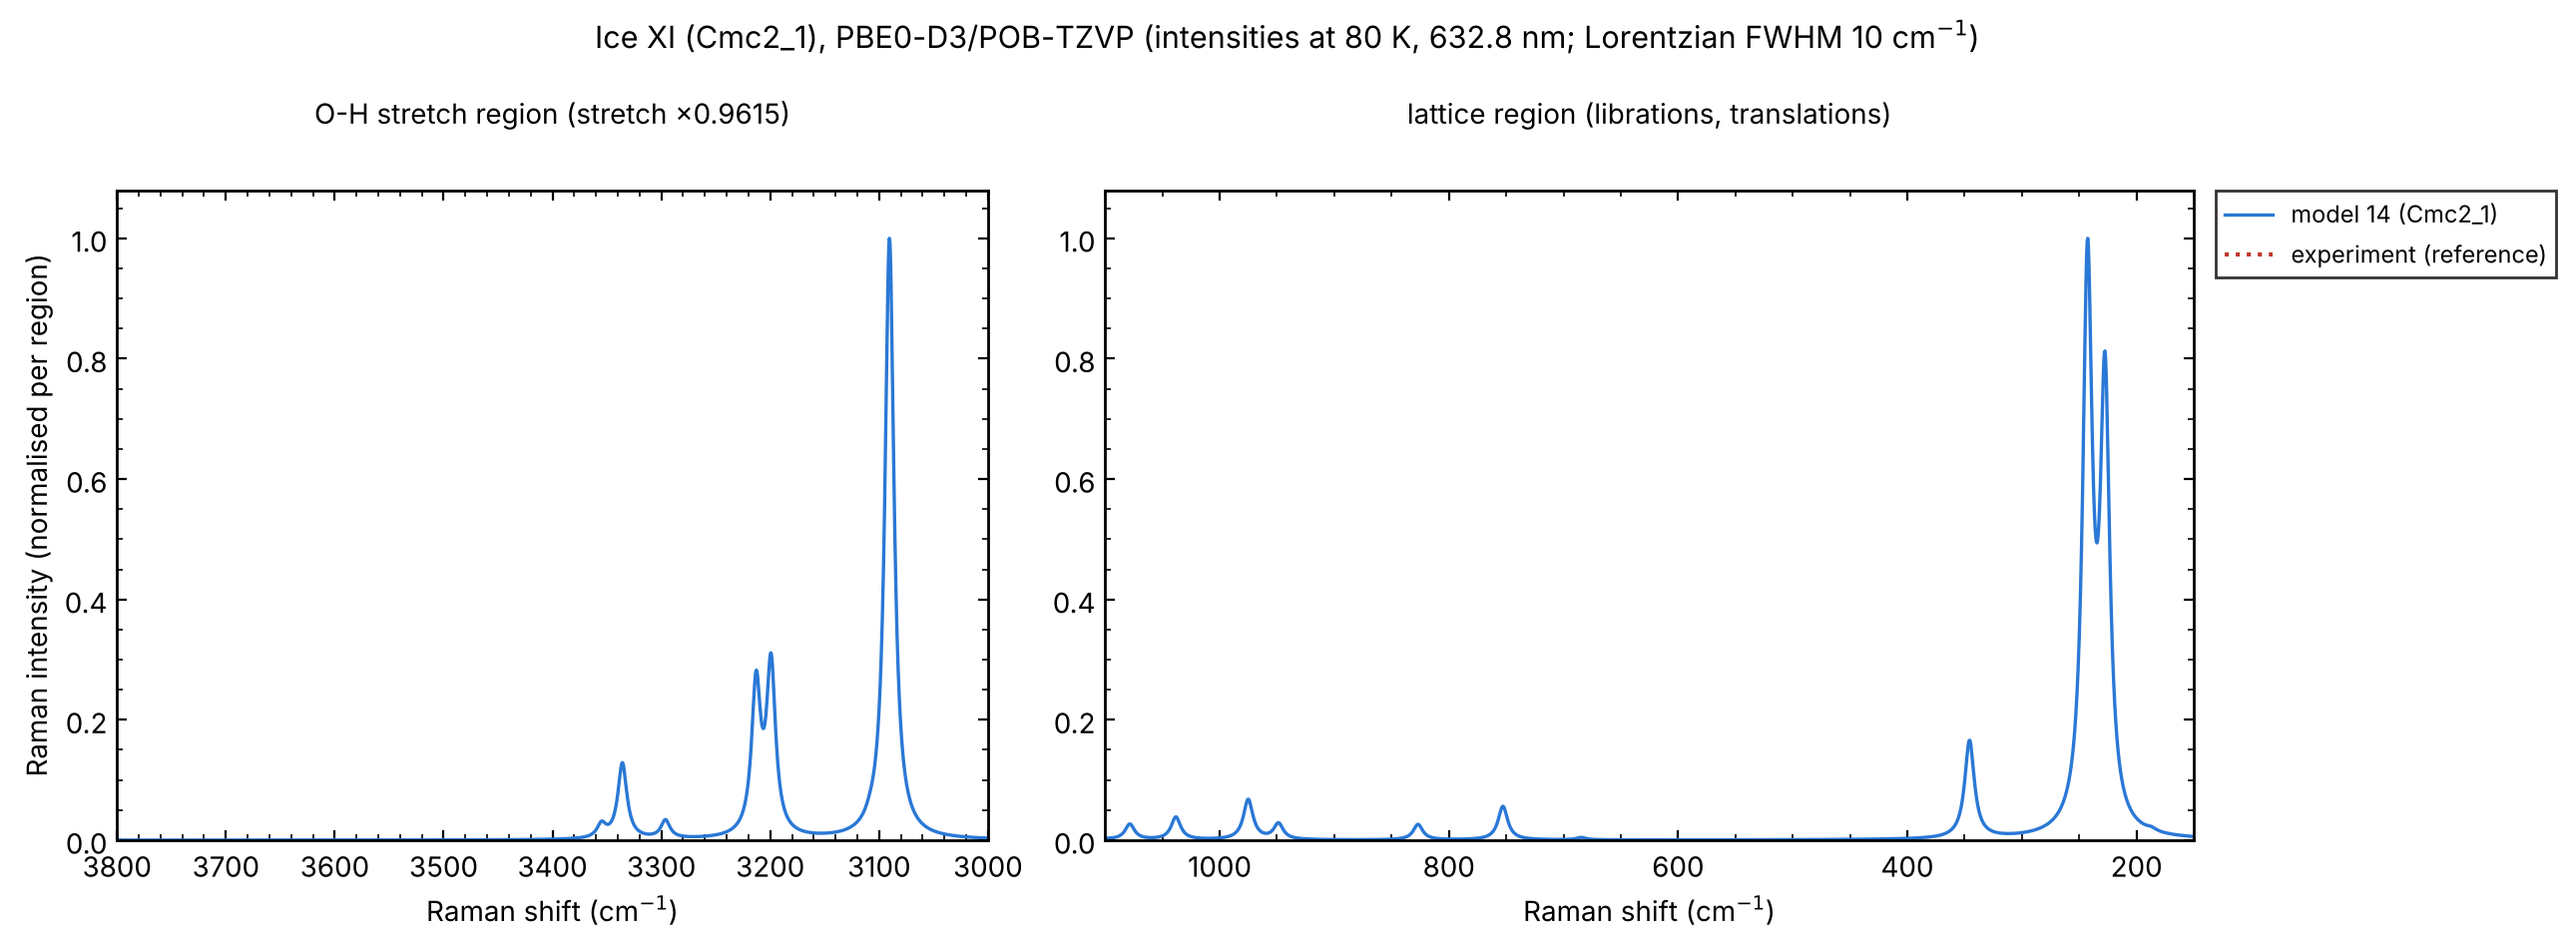 Ice XI (Cmc2_1), PBE0-D3/POB-TZVP (intensities at 80 K, 632.8 nm; Lorentzian FWHM 10 cm⁻¹)
O-H stretch region (stretch ×0.9615)
lattice region (librations, translations)
Raman intensity (normalised per region)
1.0
0.8
0.6
0.4
0.2
0.0
3800 3700 3600 3500 3400 3300 3200 3100 3000
Raman shift (cm⁻¹)
1.0
0.8
0.6
0.4
0.2
0.0
1000 800 600 400 200
Raman shift (cm⁻¹)
model 14 (Cmc2_1)
experiment (reference)